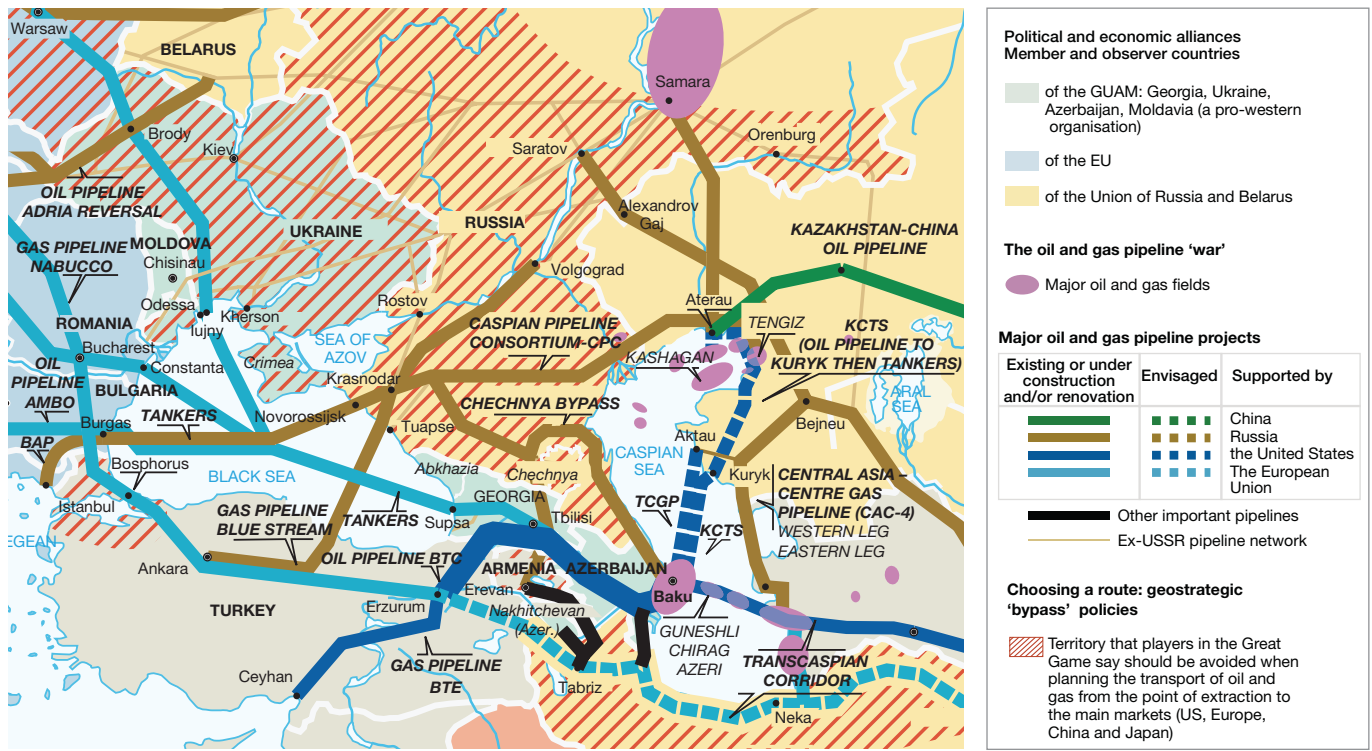 Warsaw
BELARUS
Samara
Brody
Kiev
Saratov
Orenburg
OIL PIPELINE
ADRIA REVERSAL
Alexandrov
Gaj
RUSSIA
UKRAINE
KAZAKHSTAN-CHINA
OIL PIPELINE
GAS PIPELINE
NABUCCO
MOLDOVA
Chisinau
Volgograd
Odessa
Iujny
Kherson
Rostov
Aterau
TENGIZ
KCTS
(OIL PIPELINE TO
KURYK THEN TANKERS)
ROMANIA
Bucharest
SEA OF
AZOV
CASPIAN PIPELINE
CONSORTIUM-CPC
KASHAGAN
Crimea
Constanta
OIL
PIPELINE
AMBO
BULGARIA
Krasnodar
CHECHNYA BYPASS
ARAL
SEA
TANKERS
Novorossijsk
Burgas
Tuapse
Bejneu
BAP
Aktau
CASPIAN
SEA
Bosphorus
BLACK SEA
Abkhazia
Chechnya
Kuryk
CENTRAL ASIA –
CENTRE GAS
PIPELINE (CAC-4)
WESTERN LEG
EASTERN LEG
Istanbul
GEORGIA
GAS PIPELINE
BLUE STREAM
TANKERS
Supsa
Tbilisi
TCGP
KCTS
EGEAN
Ankara
OIL PIPELINE BTC
ARMENIA
AZERBAIJAN
Erevan
Baku
TURKEY
Erzurum
Nakhitchevan
(Azer.)
GUNESHLI
CHIRAG
AZERI
GAS PIPELINE
BTE
TRANSCASPIAN
CORRIDOR
Ceyhan
Tabriz
Neka
Political and economic alliances
Member and observer countries
of the GUAM: Georgia, Ukraine,
Azerbaijan, Moldavia (a pro-western
organisation)
of the EU
of the Union of Russia and Belarus
The oil and gas pipeline ‘war’
Major oil and gas fields
Major oil and gas pipeline projects
Existing or under
construction
and/or renovation
Envisaged
Supported by
China
Russia
the United States
The European
Union
Other important pipelines
Ex-USSR pipeline network
Choosing a route: geostrategic
‘bypass’ policies
Territory that players in the Great
Game say should be avoided when
planning the transport of oil and
gas from the point of extraction to
the main markets (US, Europe,
China and Japan)